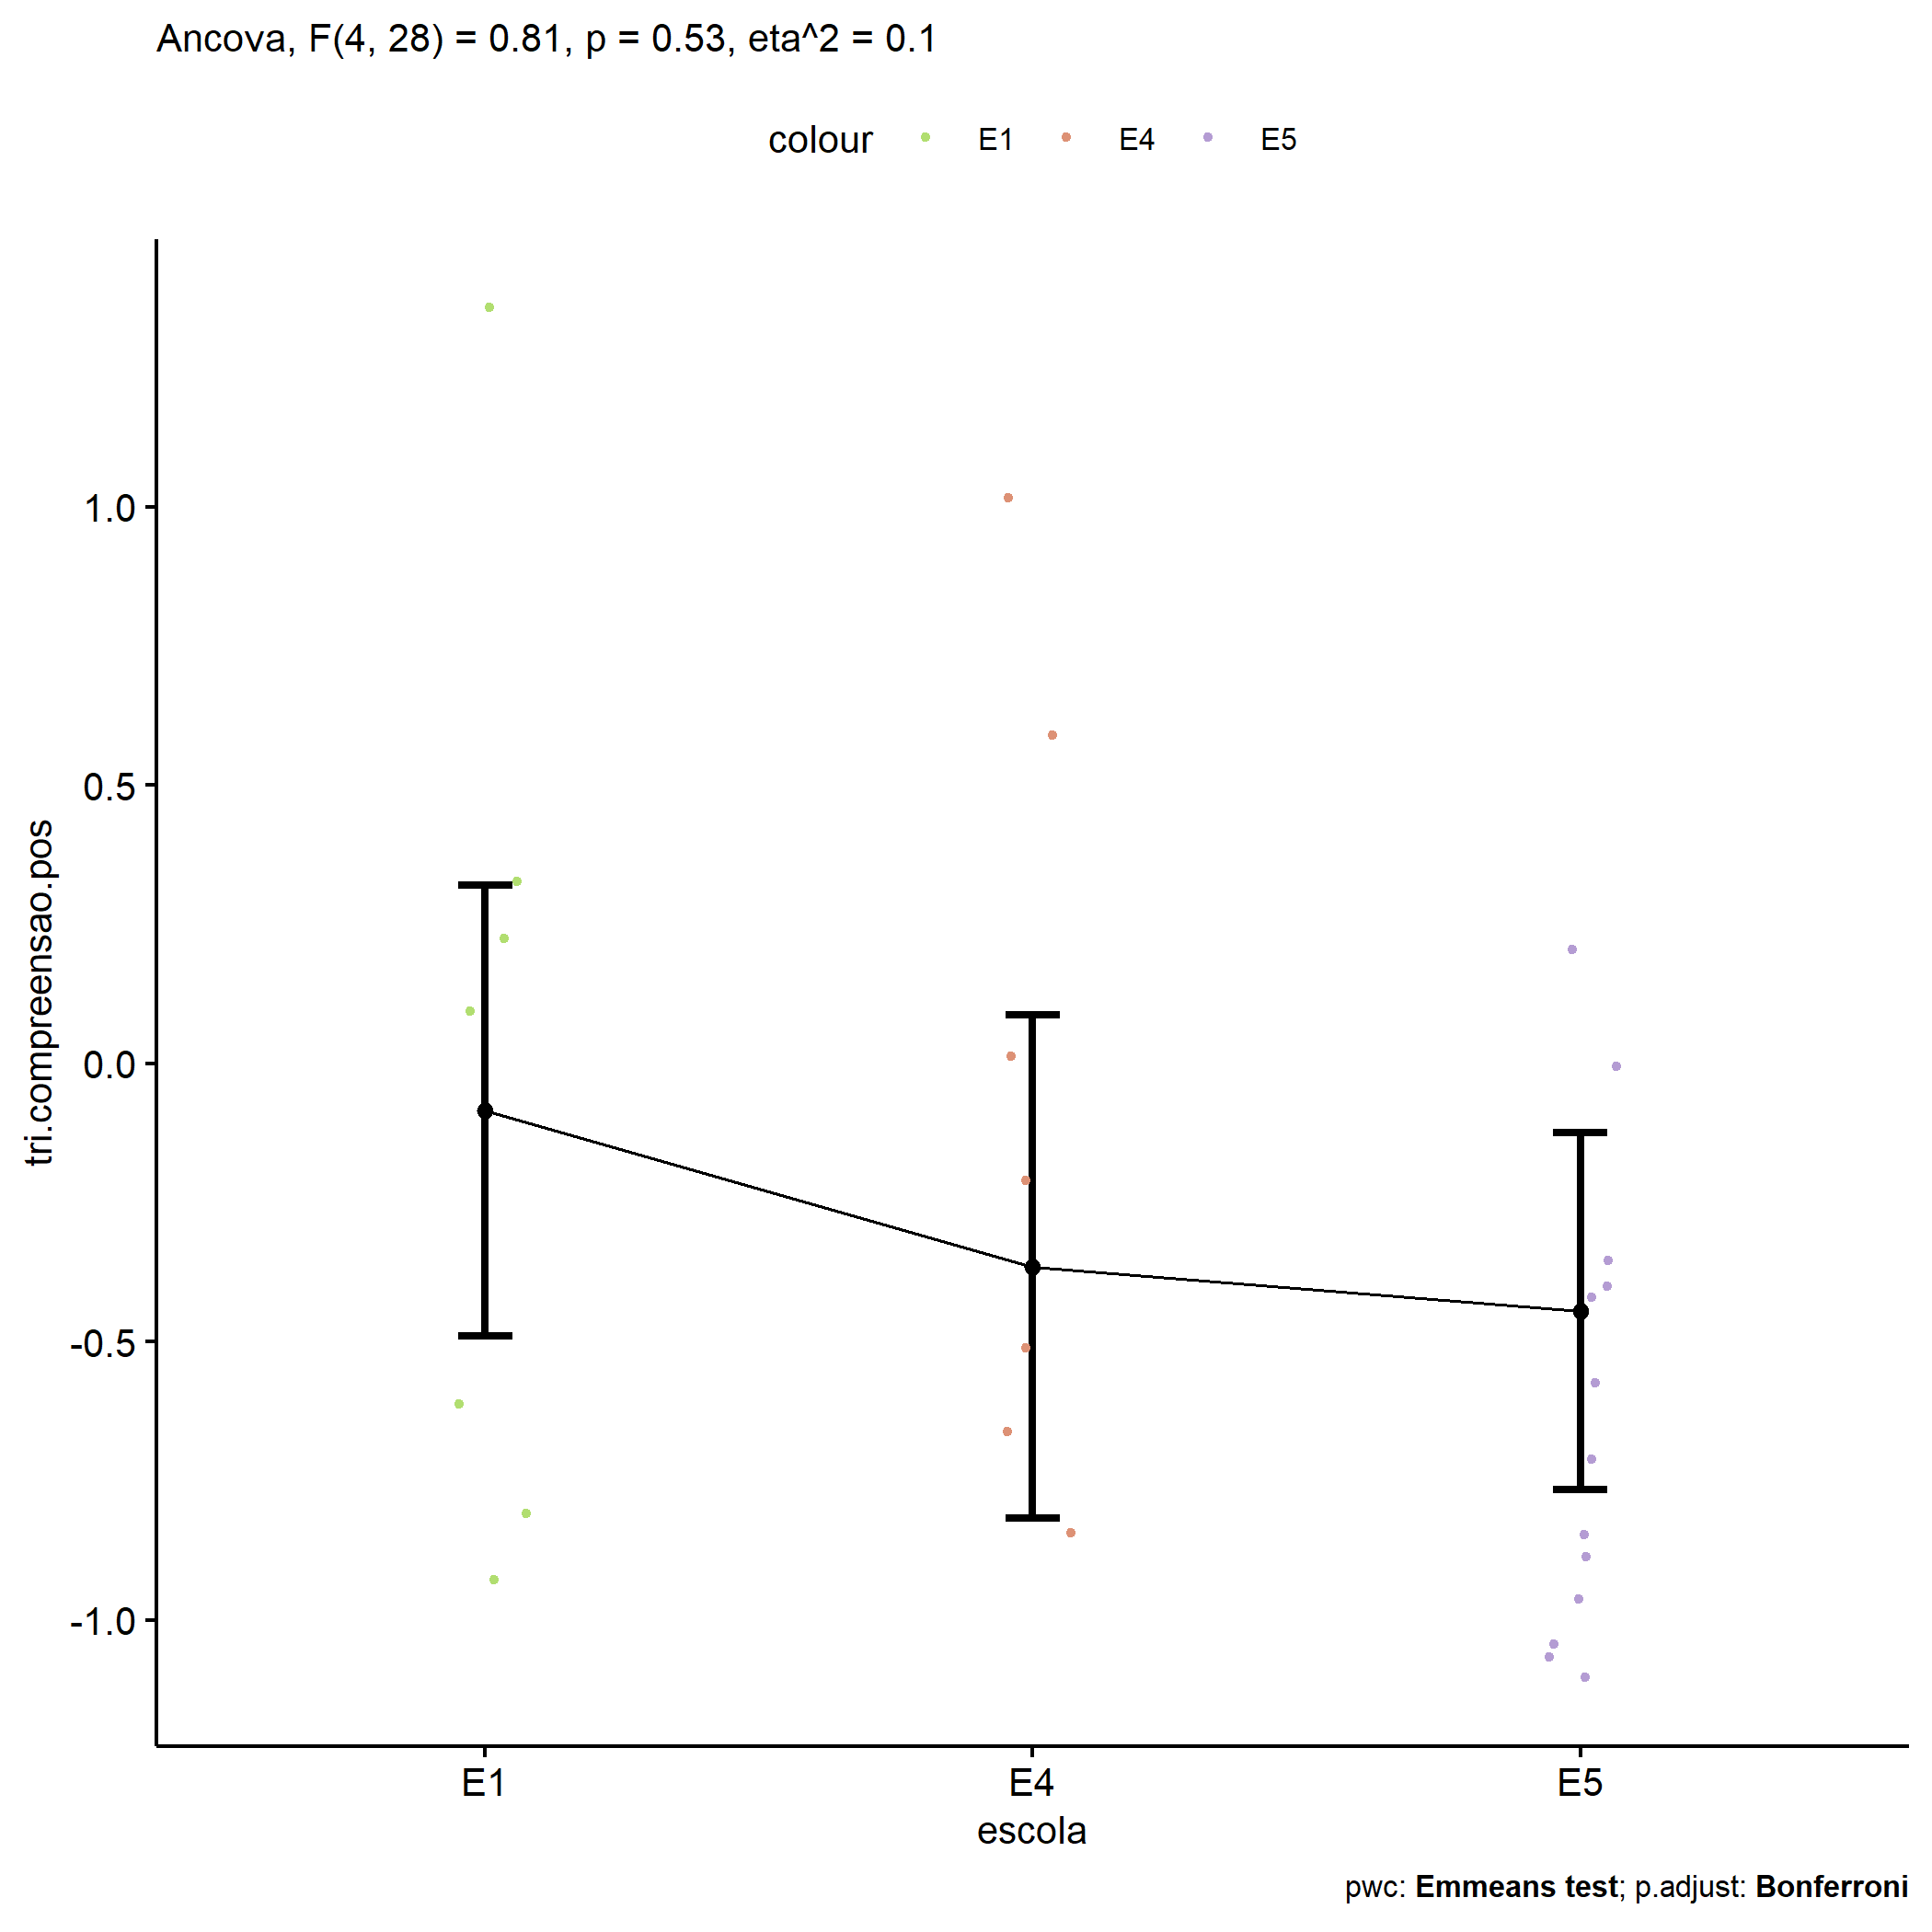 Ancova, F(4, 28) = 0.81, p = 0.53, eta^2 = 0.1
colour E1 E4 E5
1.0
0.5
0.0
-0.5
-1.0
tri.compreensao.pos
E1 E4 E5
escola
pwc: Emmeans test; p.adjust: Bonferroni